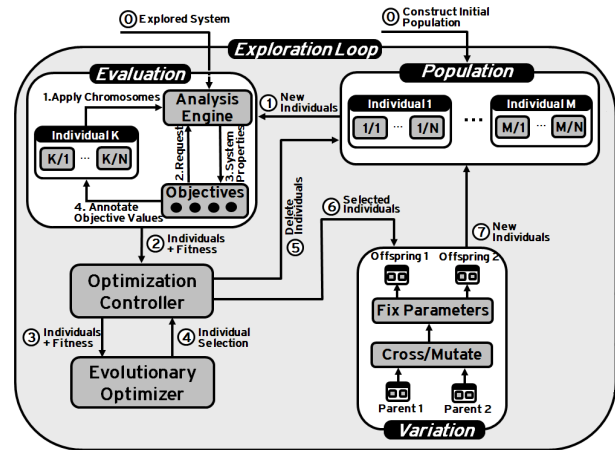 0 Explored System
0 Construct Initial
Population
Exploration Loop
Evaluation
Population
1.Apply Chromosomes
Analysis
Engine
1 New
Individuals
Individual 1
1/1 ... 1/N
...
Individual M
M/1 ... M/N
Individual K
K/1 ... K/N
2.Request
3.System
Properties
Objectives
4. Annotate
Objective Values
Delete
Individuals
5
6 Selected
Individuals
7 New
Individuals
2 Individuals
+ Fitness
Optimization
Controller
3 Individuals
+ Fitness
4 Individual
Selection
Evolutionary
Optimizer
Offspring 1 Offspring 2
Fix Parameters
Cross/Mutate
Parent 1 Parent 2
Variation